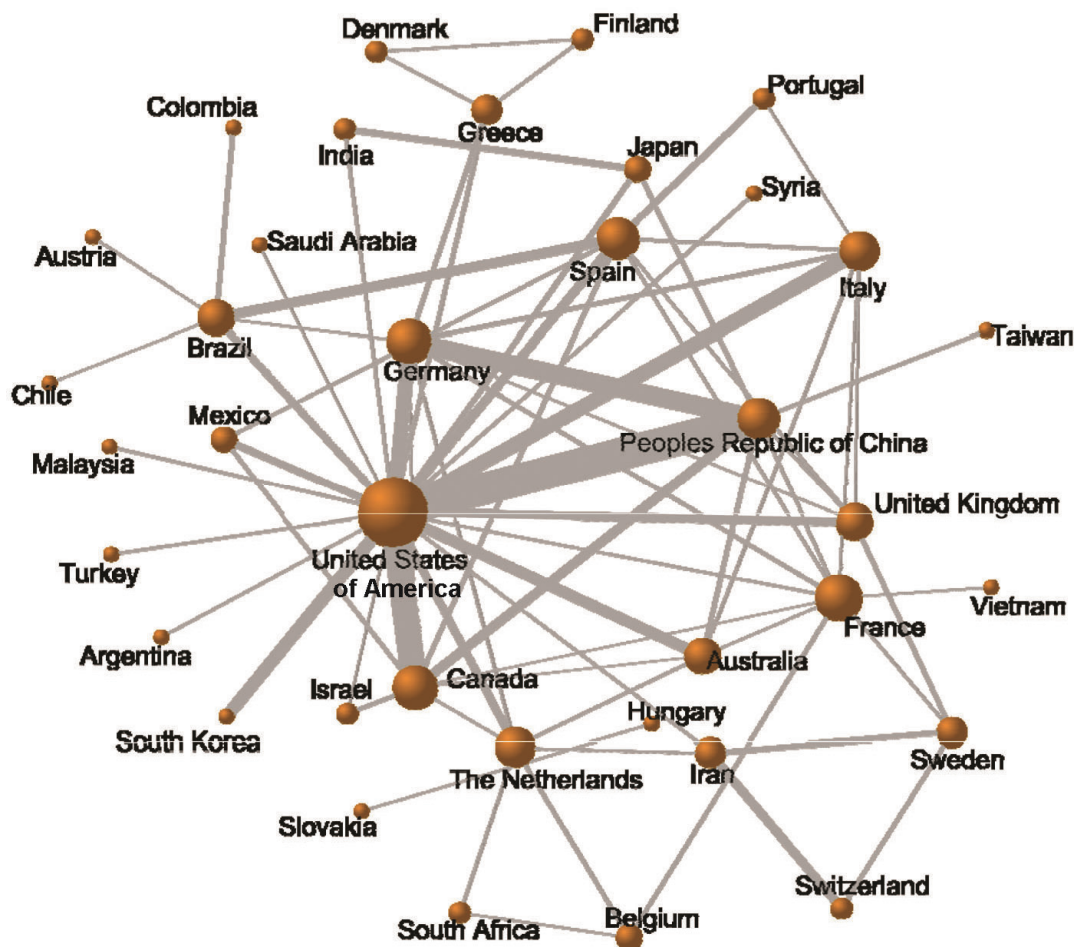 Denmark
Finland
Portugal
Colombia
India
Greece
Japan
Syria
Austria
Saudi Arabia
Spain
Italy
Brazil
Taiwan
Germany
Chile
Mexico
Peoples Republic of China
Malaysia
United Kingdom
United States
of America
Turkey
Vietnam
France
Argentina
Australia
Canada
Israel
Hungary
South Korea
Sweden
The Netherlands
Iran
Slovakia
Switzerland
South Africa
Belgium